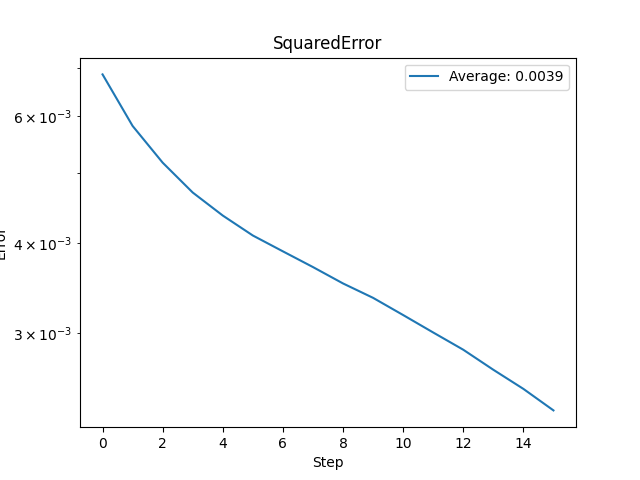 SquaredError
Average: 0.0039
6 × 10⁻³
4 × 10⁻³
3 × 10⁻³
Error
0 2 4 6 8 10 12 14
Step